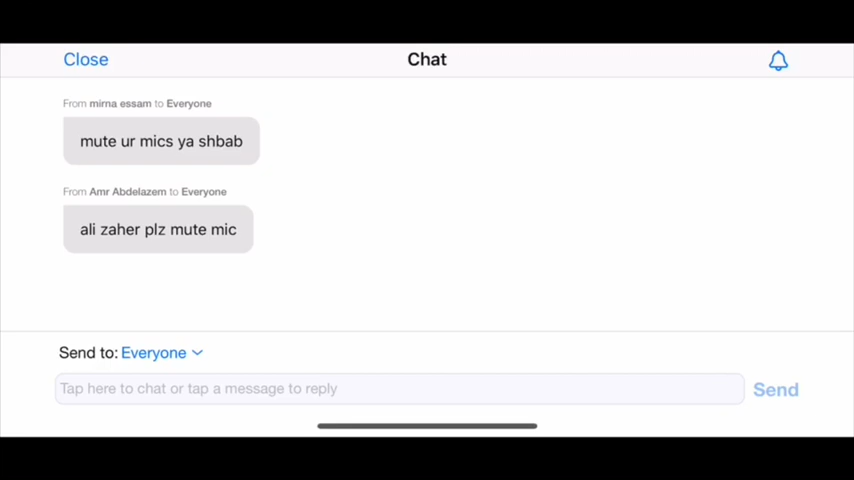 Close
Chat
From mirna essam to Everyone
mute ur mics ya shbab
From Amr Abdelazem to Everyone
ali zaher plz mute mic
Send to: Everyone
Tap here to chat or tap a message to reply
Send